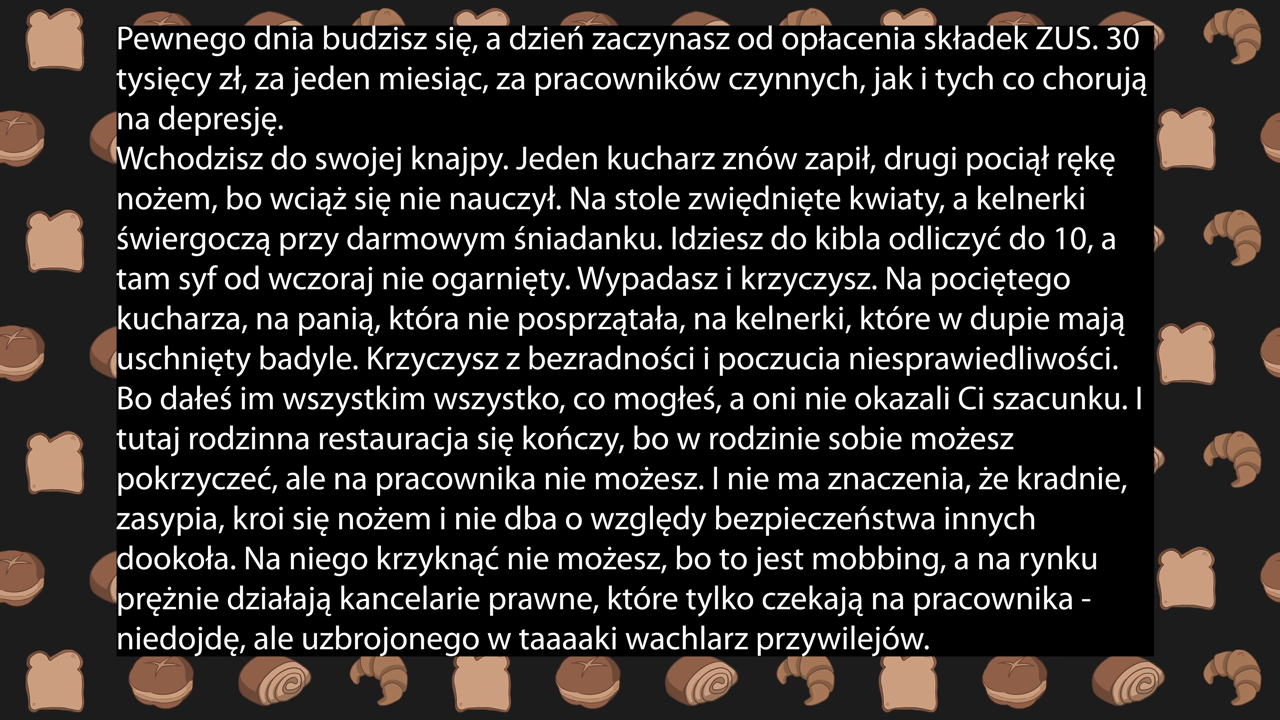 Pewnego dnia budzisz się, a dzień zaczynasz od opłacenia składek ZUS. 30
tysięcy zł, za jeden miesiąc, za pracowników czynnych, jak i tych co chorują
na depresję.
Wchodzisz do swojej knajpy. Jeden kucharz znów zapił, drugi pociął rękę
nożem, bo wciąż się nie nauczył. Na stole zwiędnięte kwiaty, a kelnerki
świergoczą przy darmowym śniadanku. Idziesz do kibla odliczyć do 10, a
tam syf od wczoraj nie ogarnięty. Wypadasz i krzyczysz. Na pociętego
kucharza, na panią, która nie posprzątała, na kelnerki, które w dupie mają
uschnięty badyle. Krzyczysz z bezradności i poczucia niesprawiedliwości.
Bo dałeś im wszystkim wszystko, co mogłeś, a oni nie okazali Ci szacunku. I
tutaj rodzinna restauracja się kończy, bo w rodzinie sobie możesz
pokrzyczeć, ale na pracownika nie możesz. I nie ma znaczenia, że kradnie,
zasypia, kroi się nożem i nie dba o względy bezpieczeństwa innych
dookoła. Na niego krzyknąć nie możesz, bo to jest mobbing, a na rynku
prężnie działają kancelarie prawne, które tylko czekają na pracownika -
niedojdę, ale uzbrojonego w taaaaki wachlarz przywilejów.